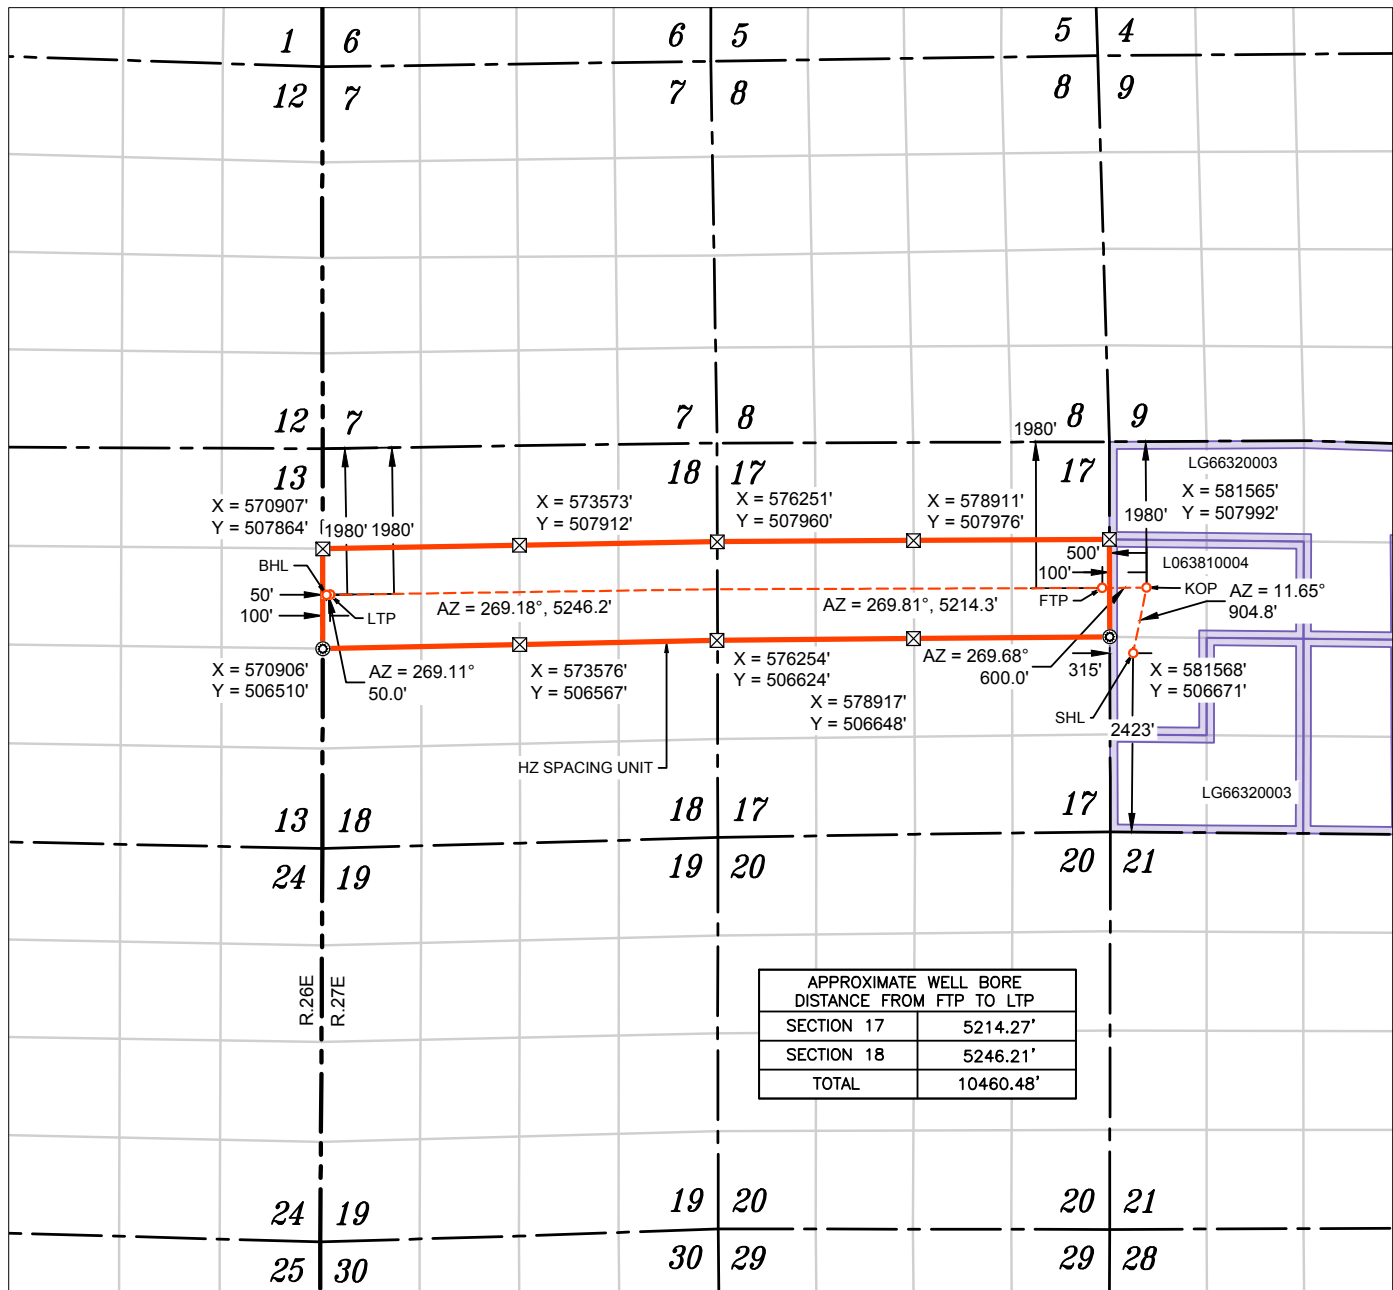 1 6
6 5
5 4
12 7
7 8
8 9
12 7
7 8
8 9
13
18 17
17
1980'
LG66320003
X = 570907'
Y = 507864'
X = 573573'
Y = 507912'
X = 576251'
Y = 507960'
X = 578911'
Y = 507976'
X = 581565'
Y = 507992'
1980' 1980'
1980'
500'
100'
L063810004
BHL
50'
100'
LTP
AZ = 269.18°, 5246.2'
AZ = 269.81°, 5214.3'
FTP
KOP
AZ = 11.65°
904.8'
X = 570906'
Y = 506510'
AZ = 269.11°
50.0'
X = 573576'
Y = 506567'
X = 576254'
Y = 506624'
X = 578917'
Y = 506648'
AZ = 269.68°
600.0'
315'
X = 581568'
Y = 506671'
SHL
2423'
HZ SPACING UNIT
LG66320003
13 18
18 17
17
24 19
19 20
20 21
R.26E
R.27E
APPROXIMATE WELL BORE
DISTANCE FROM FTP TO LTP
SECTION 17 5214.27'
SECTION 18 5246.21'
TOTAL 10460.48'
24 19
19 20
20 21
25 30
30 29
29 28